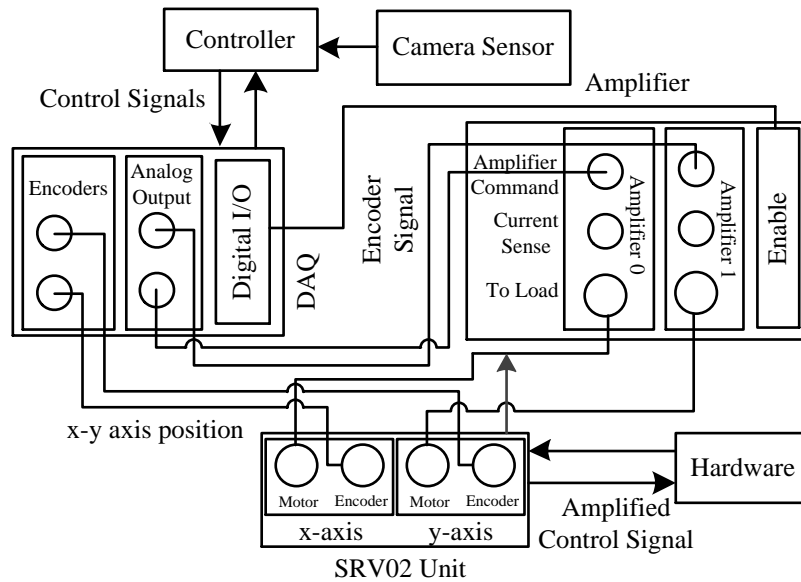 Controller
Camera Sensor
Control Signals
Amplifier
Encoders
Analog
Output
Digital I/O
DAQ
Encoder
Signal
Amplifier
Command
Current
Sense
To Load
Amplifier 0
Amplifier 1
Enable
x-y axis position
Motor
Encoder
Motor
Encoder
x-axis
y-axis
SRV02 Unit
Hardware
Amplified
Control Signal